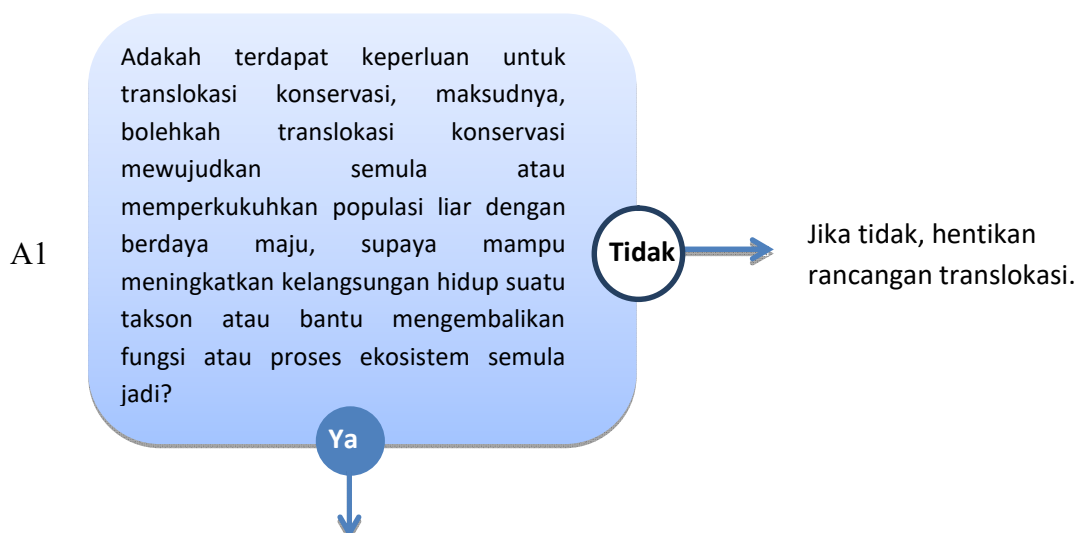 Adakah terdapat keperluan untuk
translokasi konservasi, maksudnya,
bolehkah translokasi konservasi
mewujudkan semula atau
memperkukuhkan populasi liar dengan
berdaya maju, supaya mampu
meningkatkan kelangsungan hidup suatu
takson atau bantu mengembalikan
fungsi atau proses ekosistem semula
jadi?
A1
Tidak
Jika tidak, hentikan
rancangan translokasi.
Ya